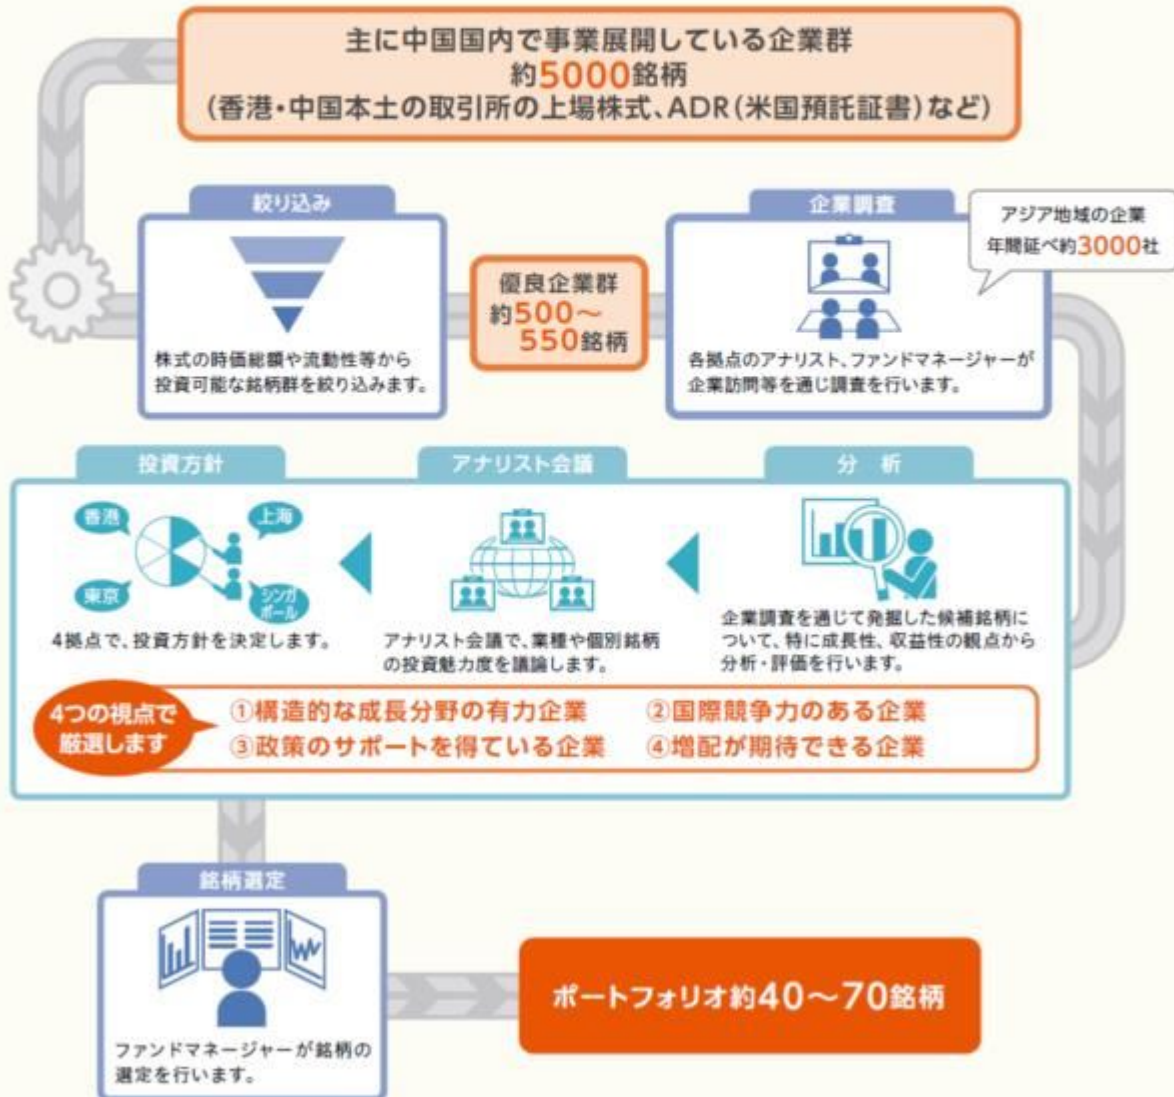 主に中国国内で事業展開している企業群
約5000銘柄
(香港・中国本土の取引所の上場株式、ADR(米国預託証書)など)
絞り込み
株式の時価総額や流動性等から
投資可能な銘柄群を絞り込みます。
優良企業群
約500〜
550銘柄
企業調査
アジア地域の企業
年間延べ約3000社
各拠点のアナリスト、ファンドマネージャーが
企業訪問等を通じ調査を行います。
分 析
企業調査を通じて発掘した候補銘柄に
ついて、特に成長性、収益性の観点から
分析・評価を行います。
アナリスト会議
アナリスト会議で、業種や個別銘柄
の投資魅力度を議論します。
投資方針
香港
上海
東京
シンガ
ポール
4拠点で、投資方針を決定します。
4つの視点で
厳選します
①構造的な成長分野の有力企業 ②国際競争力のある企業
③政策のサポートを得ている企業 ④増配が期待できる企業
銘柄選定
ファンドマネージャーが銘柄の
選定を行います。
ポートフォリオ約40〜70銘柄